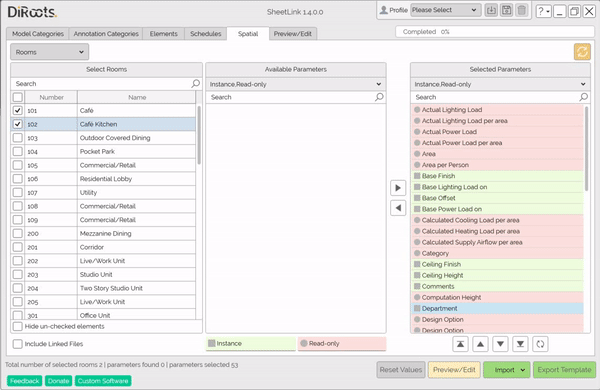 DiRoots.
SheetLink 1.4.0.0
Profile Please Select
?
Model Categories Annotation Categories Elements Schedules Spatial Preview/Edit
Completed 0%
Rooms
Select Rooms
Search
Number Name
101 Café
102 Café Kitchen
103 Outdoor Covered Dining
104 Pocket Park
105 Commercial/Retail
106 Residential Lobby
107 Utility
108 Commercial/Retail
109 Commercial/Retail
200 Mezzanine Dining
201 Corridor
202 Live/Work Unit
203 Studio Unit
204 Two Story Studio Unit
205 Live/Work Unit
301 Office Unit
Hide un-checked elements
Include Linked Files
Available Parameters
Instance,Read-only
Search
Instance Read-only
Selected Parameters
Instance,Read-only
Search
Actual Lighting Load
Actual Lighting Load per area
Actual Power Load
Actual Power Load per area
Area
Area per Person
Base Finish
Base Lighting Load on
Base Offset
Base Power Load on
Calculated Cooling Load per area
Calculated Heating Load per area
Calculated Supply Airflow per area
Category
Ceiling Finish
Ceiling Height
Comments
Computation Height
Department
Design Option
Design Option
Total number of selected rooms 2 | parameters found 0 | parameters selected 53
Feedback Donate Custom Software
Reset Values Preview/Edit Import Export Template